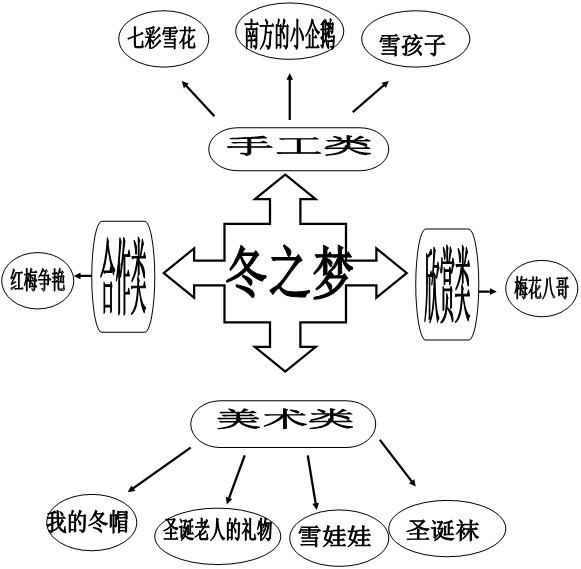 七彩雪花
南方的小企鹅
雪孩子
手工类
合作类
冬之梦
欣赏类
红梅争艳
梅花八哥
美术类
我的冬帽
圣诞老人的礼物
雪娃娃
圣诞袜